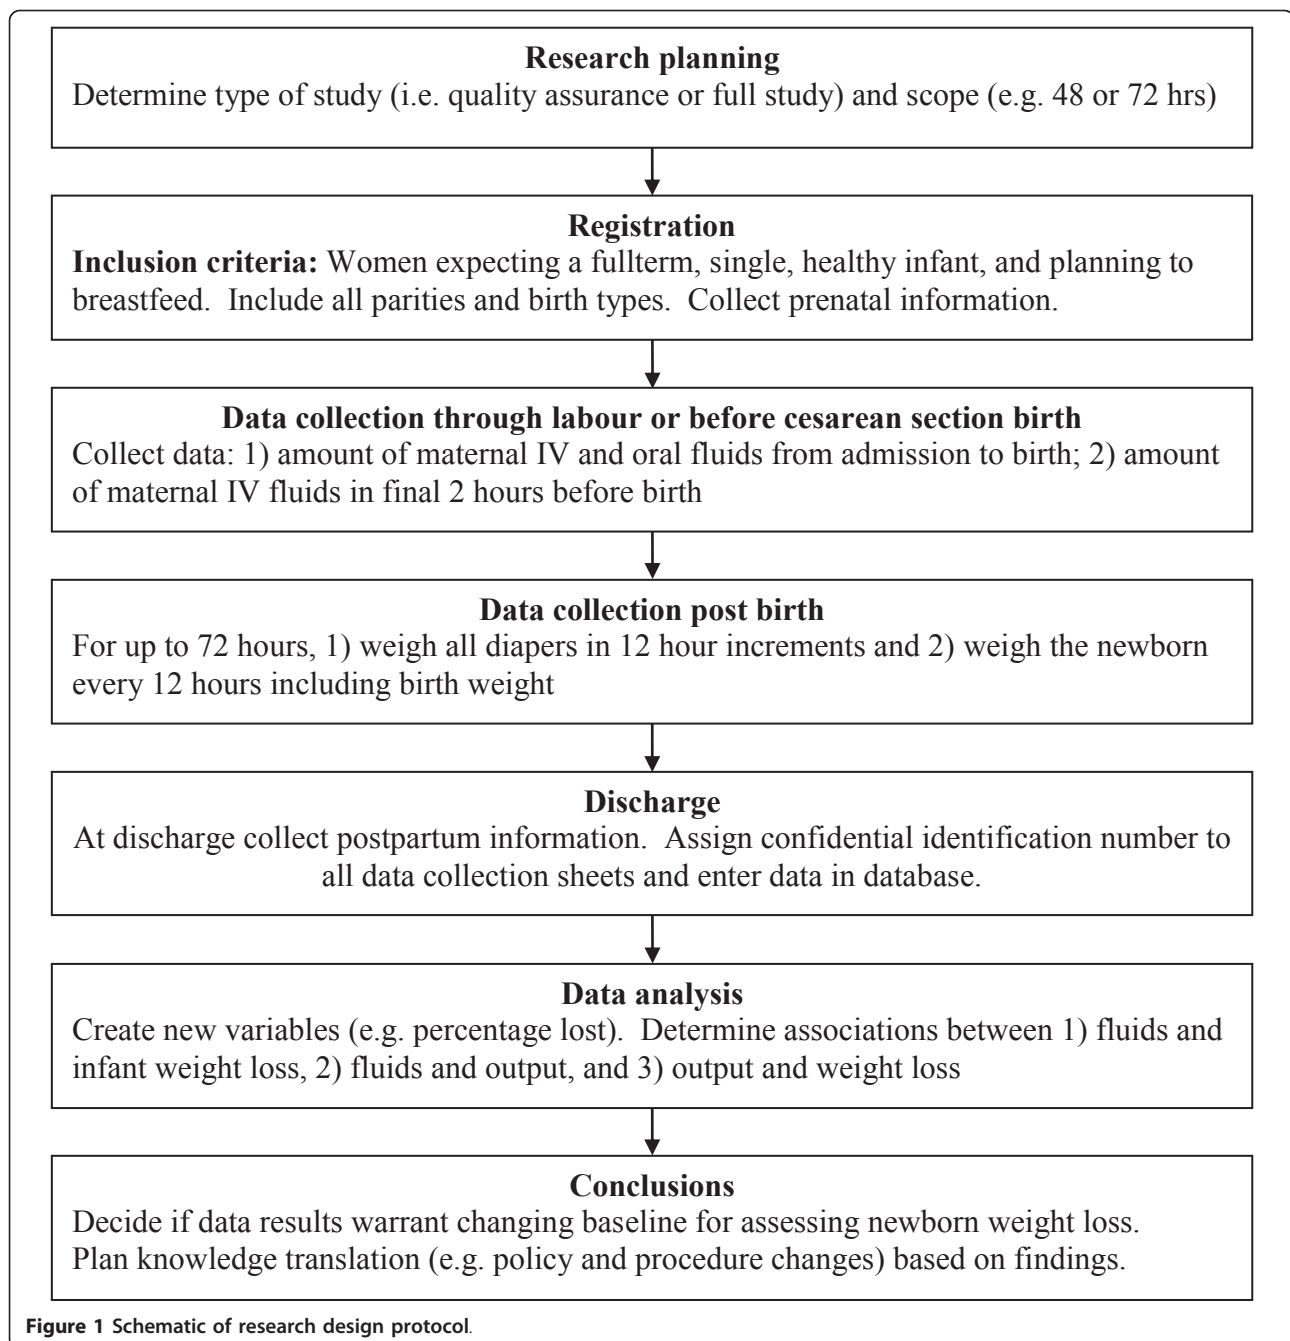 Research planning
Determine type of study (i.e. quality assurance or full study) and scope (e.g. 48 or 72 hrs)
Registration
Inclusion criteria: Women expecting a fullterm, single, healthy infant, and planning to
breastfeed. Include all parities and birth types. Collect prenatal information.
Data collection through labour or before cesarean section birth
Collect data: 1) amount of maternal IV and oral fluids from admission to birth; 2) amount
of maternal IV fluids in final 2 hours before birth
Data collection post birth
For up to 72 hours, 1) weigh all diapers in 12 hour increments and 2) weigh the newborn
every 12 hours including birth weight
Discharge
At discharge collect postpartum information. Assign confidential identification number to
all data collection sheets and enter data in database.
Data analysis
Create new variables (e.g. percentage lost). Determine associations between 1) fluids and
infant weight loss, 2) fluids and output, and 3) output and weight loss
Conclusions
Decide if data results warrant changing baseline for assessing newborn weight loss.
Plan knowledge translation (e.g. policy and procedure changes) based on findings.
Figure 1 Schematic of research design protocol.